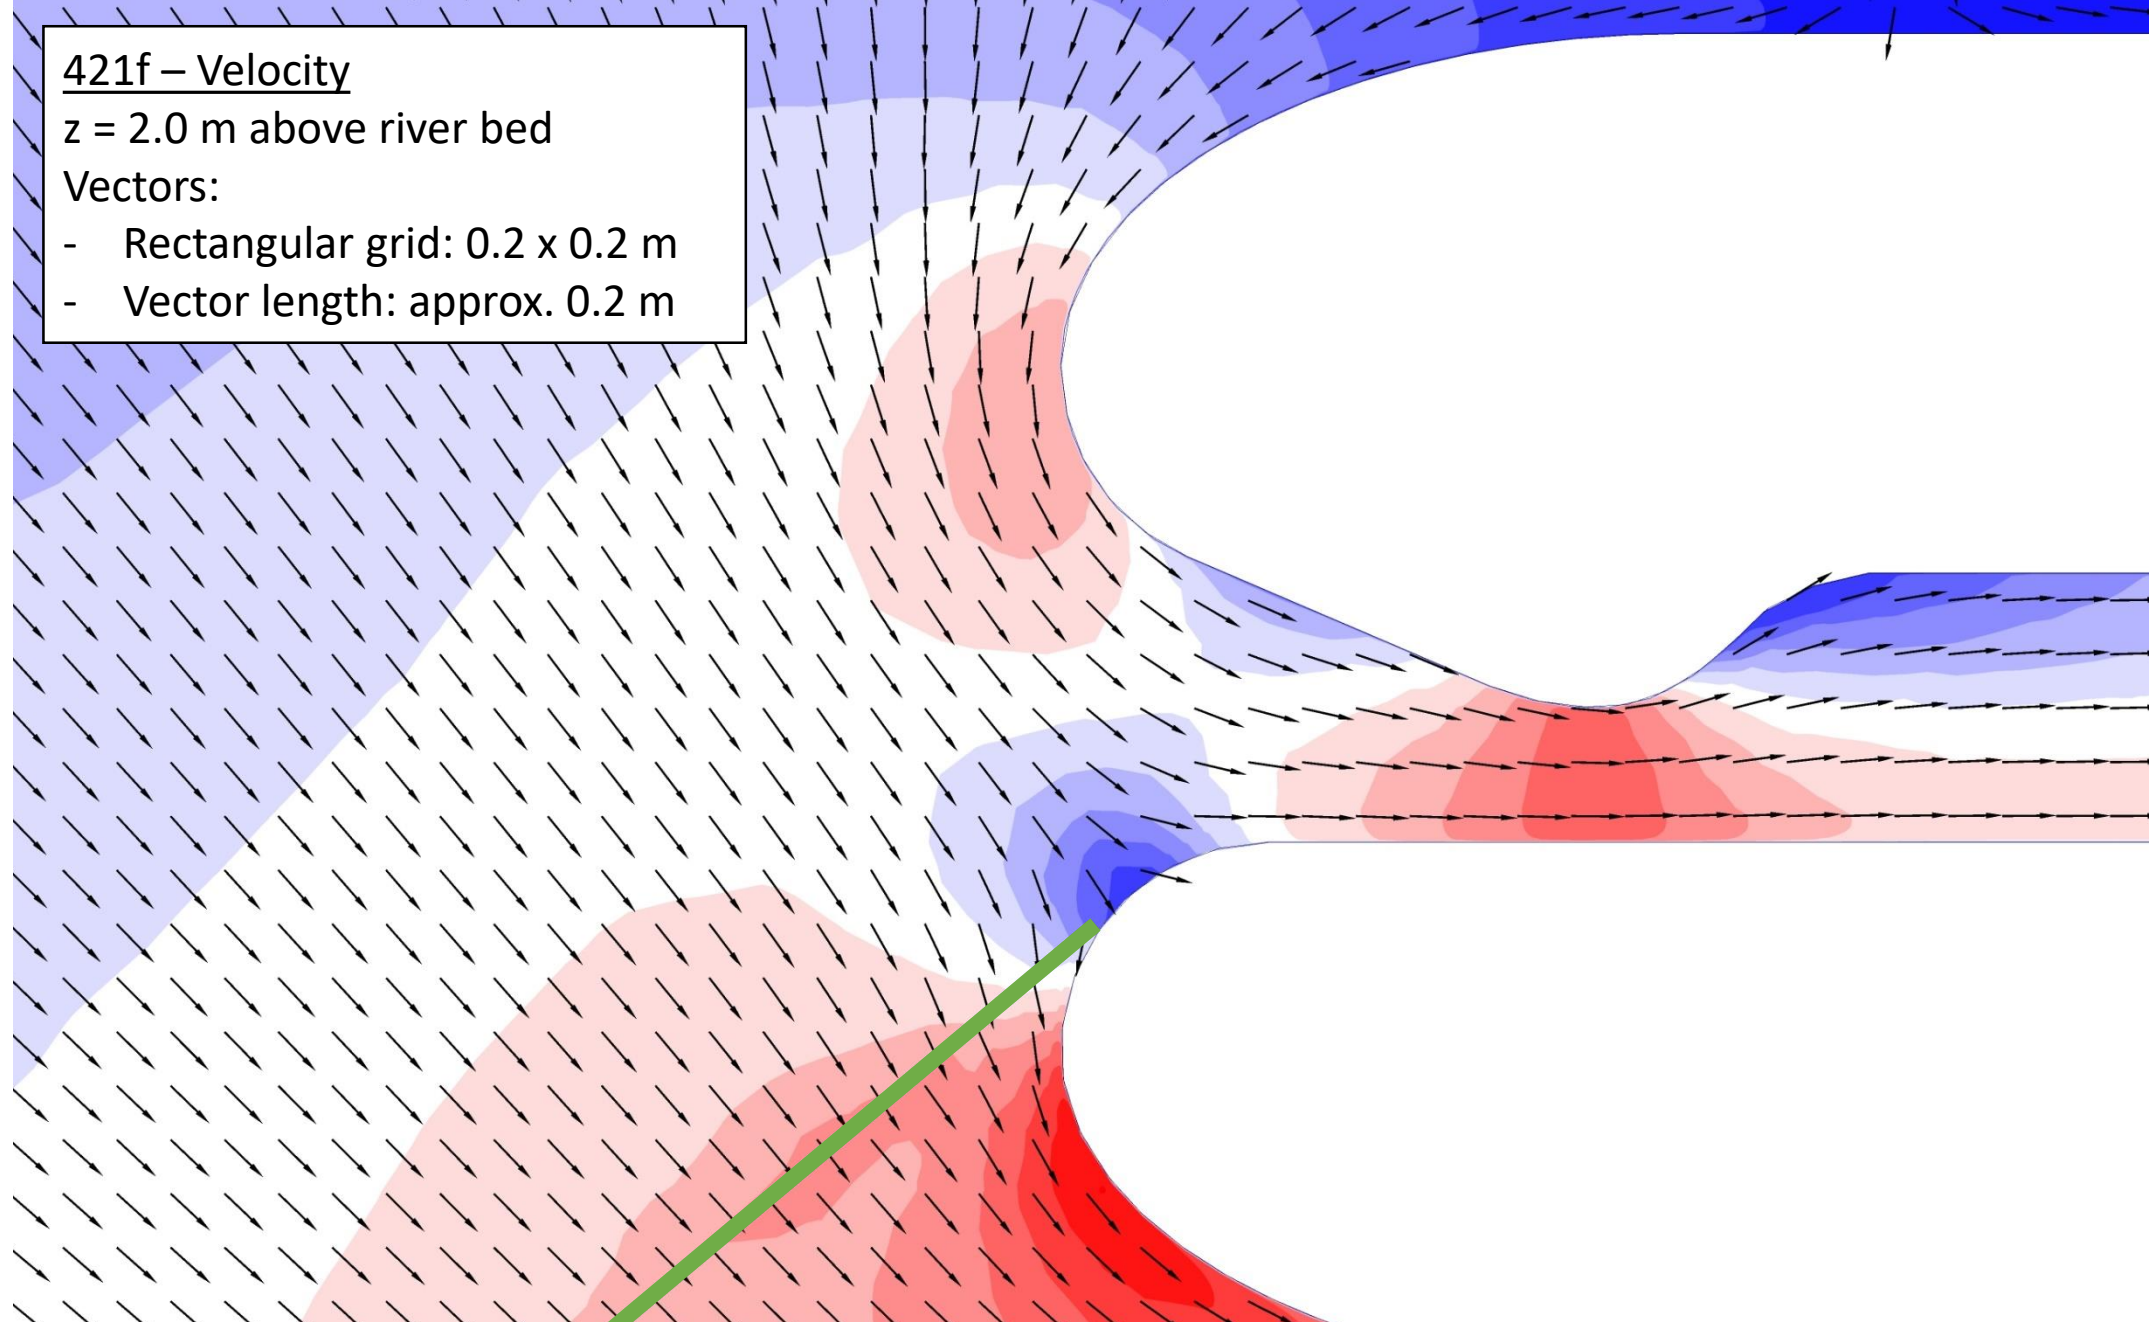 421f – Velocity
z = 2.0 m above river bed
Vectors:
- Rectangular grid: 0.2 x 0.2 m
- Vector length: approx. 0.2 m